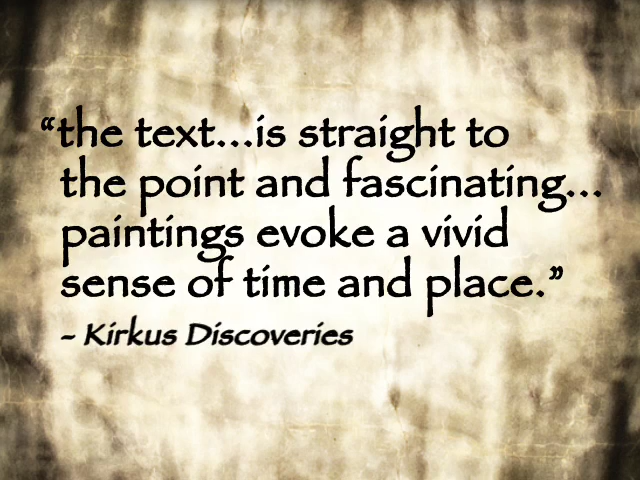 “the text...is straight to
the point and fascinating...
paintings evoke a vivid
sense of time and place.”
~ Kirkus Discoveries